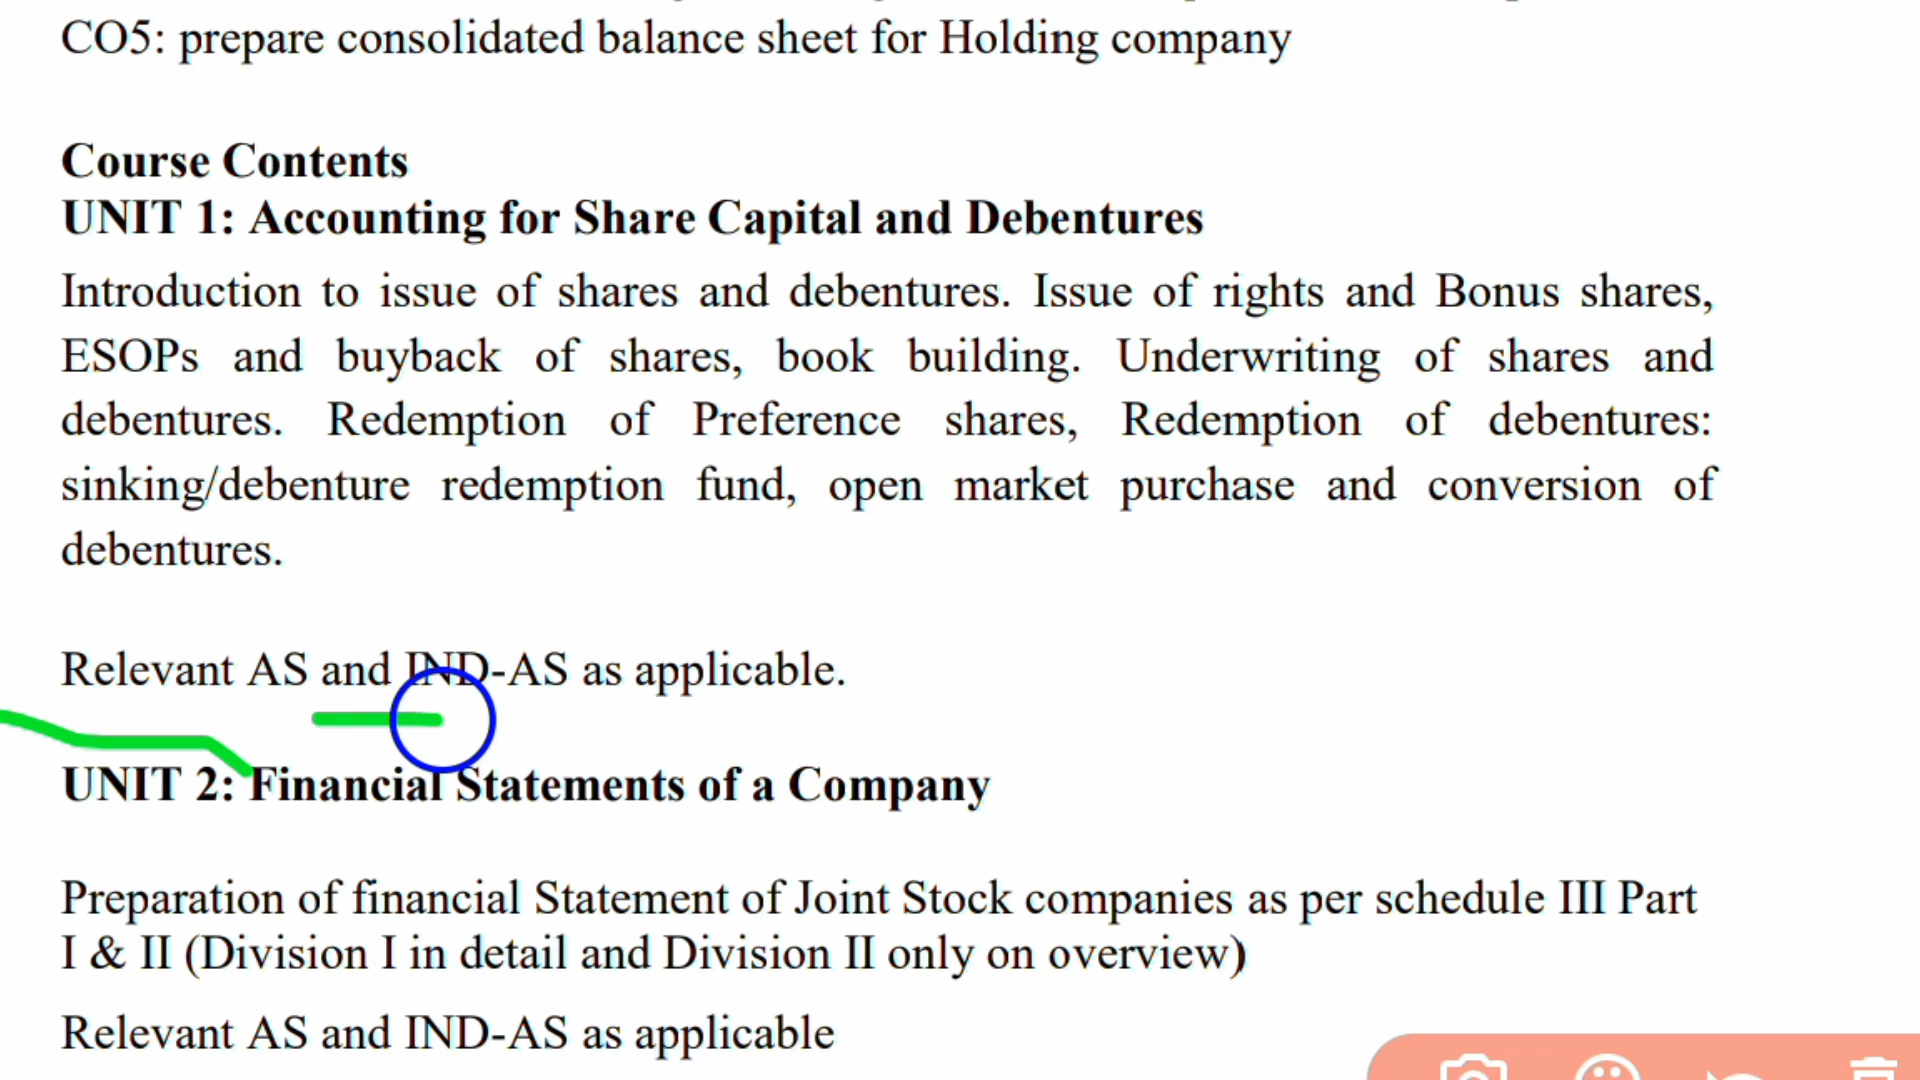 CO5: prepare consolidated balance sheet for Holding company
Course Contents
UNIT 1: Accounting for Share Capital and Debentures
Introduction to issue of shares and debentures. Issue of rights and Bonus shares,
ESOPs and buyback of shares, book building. Underwriting of shares and
debentures. Redemption of Preference shares, Redemption of debentures:
sinking/debenture redemption fund, open market purchase and conversion of
debentures.
Relevant AS and IND-AS as applicable.
UNIT 2: Financial Statements of a Company
Preparation of financial Statement of Joint Stock companies as per schedule III Part
I & II (Division I in detail and Division II only on overview)
Relevant AS and IND-AS as applicable